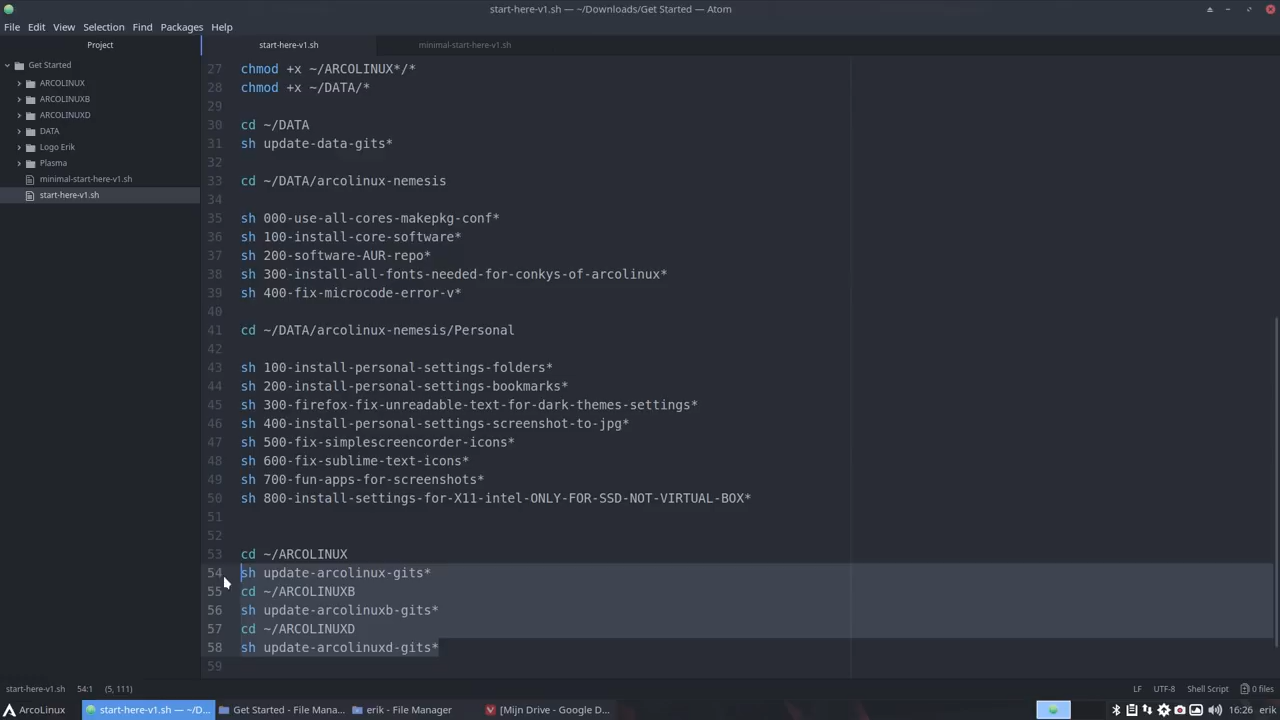 start-here-v1.sh — ~/Downloads/Get Started — Atom
File Edit View Selection Find Packages Help
Project
start-here-v1.sh
minimal-start-here-v1.sh
Get Started
ARCOLINUX
ARCOLINUXB
ARCOLINUXD
DATA
Logo Erik
Plasma
minimal-start-here-v1.sh
start-here-v1.sh
27 chmod +x ~/ARCOLINUX*/*
28 chmod +x ~/DATA/*
29
30 cd ~/DATA
31 sh update-data-gits*
32
33 cd ~/DATA/arcolinux-nemesis
34
35 sh 000-use-all-cores-makepkg-conf*
36 sh 100-install-core-software*
37 sh 200-software-AUR-repo*
38 sh 300-install-all-fonts-needed-for-conkys-of-arcolinux*
39 sh 400-fix-microcode-error-v*
40
41 cd ~/DATA/arcolinux-nemesis/Personal
42
43 sh 100-install-personal-settings-folders*
44 sh 200-install-personal-settings-bookmarks*
45 sh 300-firefox-fix-unreadable-text-for-dark-themes-settings*
46 sh 400-install-personal-settings-screenshot-to-jpg*
47 sh 500-fix-simplescreencorder-icons*
48 sh 600-fix-sublime-text-icons*
49 sh 700-fun-apps-for-screenshots*
50 sh 800-install-settings-for-X11-intel-ONLY-FOR-SSD-NOT-VIRTUAL-BOX*
51
52
53 cd ~/ARCOLINUX
54 sh update-arcolinux-gits*
55 cd ~/ARCOLINUXB
56 sh update-arcolinuxb-gits*
57 cd ~/ARCOLINUXD
58 sh update-arcolinuxd-gits*
59
start-here-v1.sh 54:1 (5, 111) LF UTF-8 Shell Script 0 files
ArcoLinux start-here-v1.sh — ~/D... Get Started - File Mana... erik - File Manager [Mijn Drive - Google D... 16:26 erik